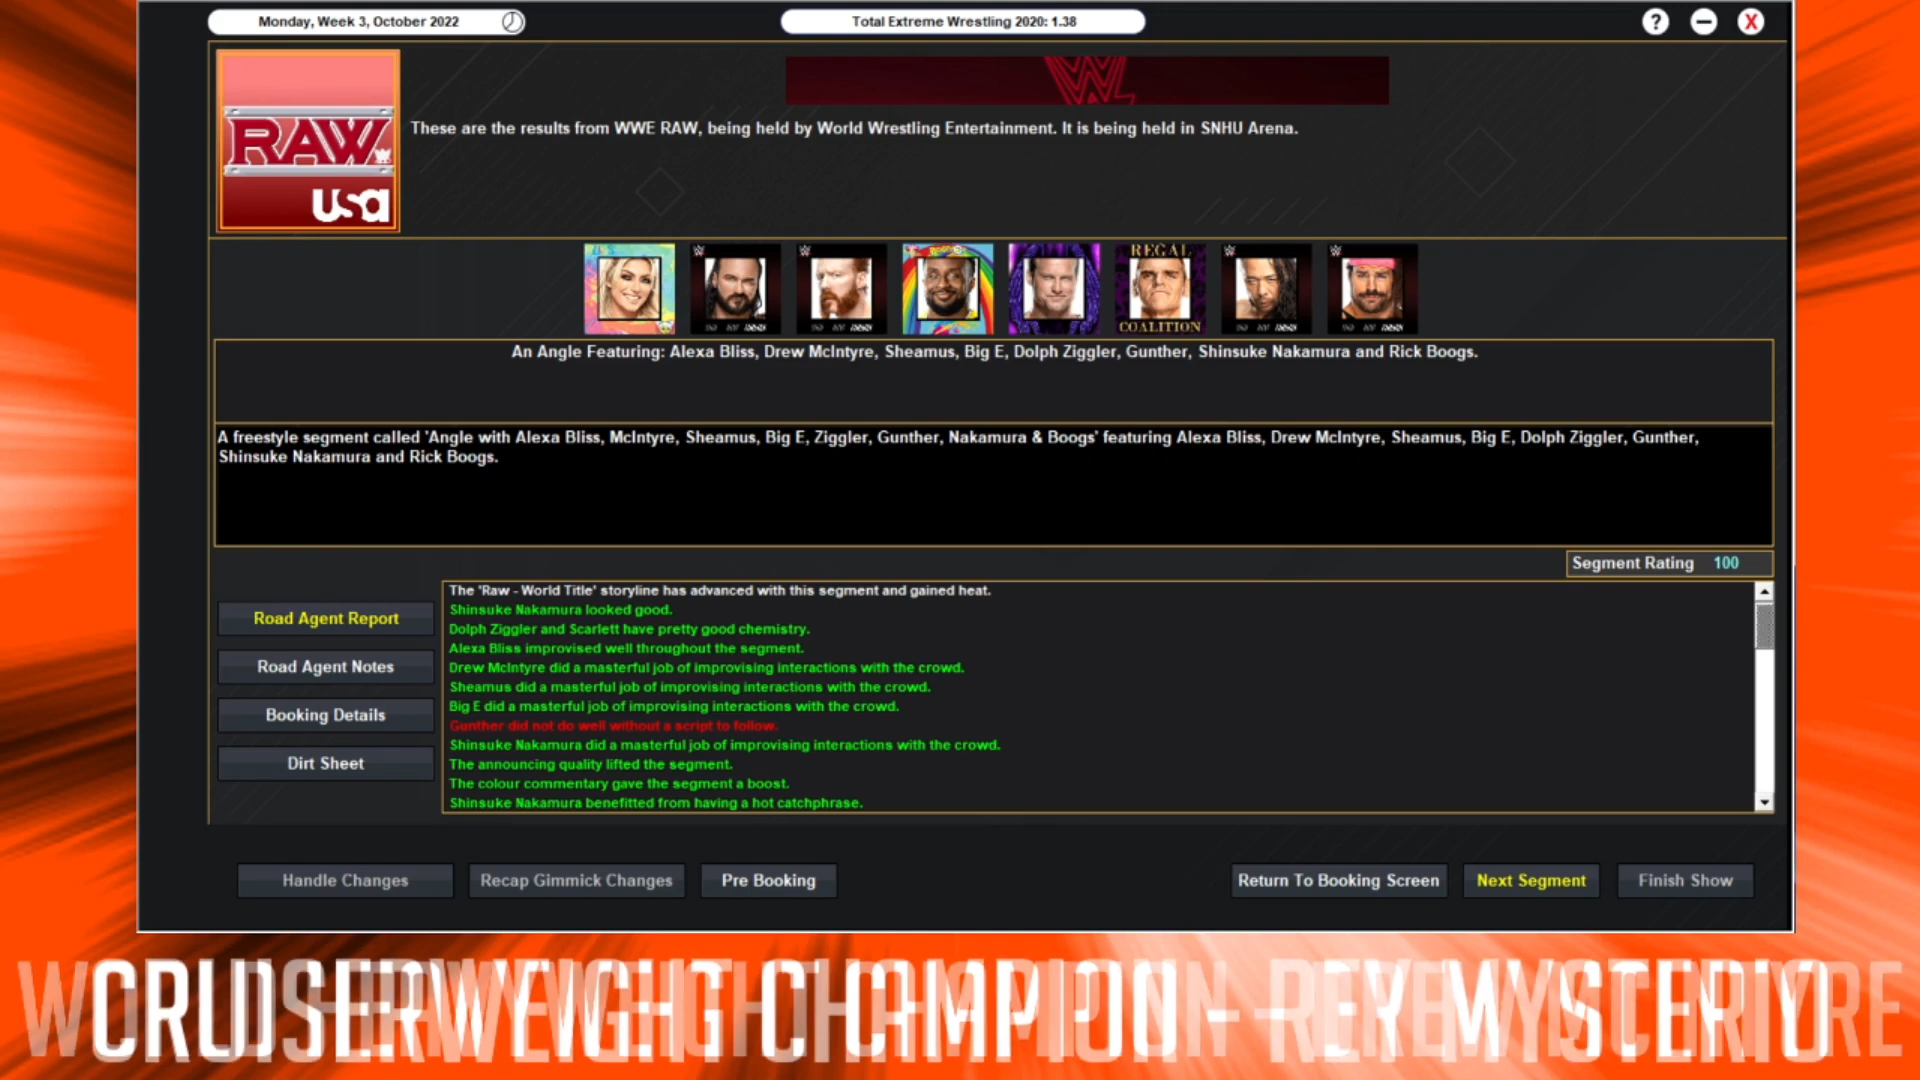 Monday, Week 3, October 2022
Total Extreme Wrestling 2020: 1.38
?
X
RAW
usa
These are the results from WWE RAW, being held by World Wrestling Entertainment. It is being held in SNHU Arena.
REGAL
COALITION
An Angle Featuring: Alexa Bliss, Drew McIntyre, Sheamus, Big E, Dolph Ziggler, Gunther, Shinsuke Nakamura and Rick Boogs.
A freestyle segment called 'Angle with Alexa Bliss, McIntyre, Sheamus, Big E, Ziggler, Gunther, Nakamura & Boogs' featuring Alexa Bliss, Drew McIntyre, Sheamus, Big E, Dolph Ziggler, Gunther,
Shinsuke Nakamura and Rick Boogs.
Segment Rating 100
Road Agent Report
Road Agent Notes
Booking Details
Dirt Sheet
The 'Raw - World Title' storyline has advanced with this segment and gained heat.
Shinsuke Nakamura looked good.
Dolph Ziggler and Scarlett have pretty good chemistry.
Alexa Bliss improvised well throughout the segment.
Drew McIntyre did a masterful job of improvising interactions with the crowd.
Sheamus did a masterful job of improvising interactions with the crowd.
Big E did a masterful job of improvising interactions with the crowd.
Gunther did not do well without a script to follow.
Shinsuke Nakamura did a masterful job of improvising interactions with the crowd.
The announcing quality lifted the segment.
The colour commentary gave the segment a boost.
Shinsuke Nakamura benefitted from having a hot catchphrase.
Handle Changes
Recap Gimmick Changes
Pre Booking
Return To Booking Screen
Next Segment
Finish Show
CRUISERWEIGHT CHAMPION - REY MYSTERIO